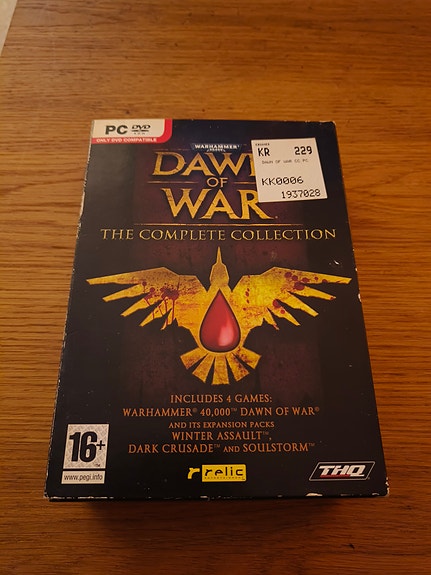 PC DVD
ROM
ONLY DVD COMPATIBLE
WARHAMMER
40,000
DAWN
OF
WAR
THE COMPLETE COLLECTION
KR 229
DAWN OF WAR CC PC
KK0006
1937028
INCLUDES 4 GAMES:
WARHAMMER® 40,000™ DAWN OF WAR®
AND ITS EXPANSION PACKS
WINTER ASSAULT™,
DARK CRUSADE™ AND SOULSTORM™
16+
www.pegi.info
r relic
entertainment
THQ